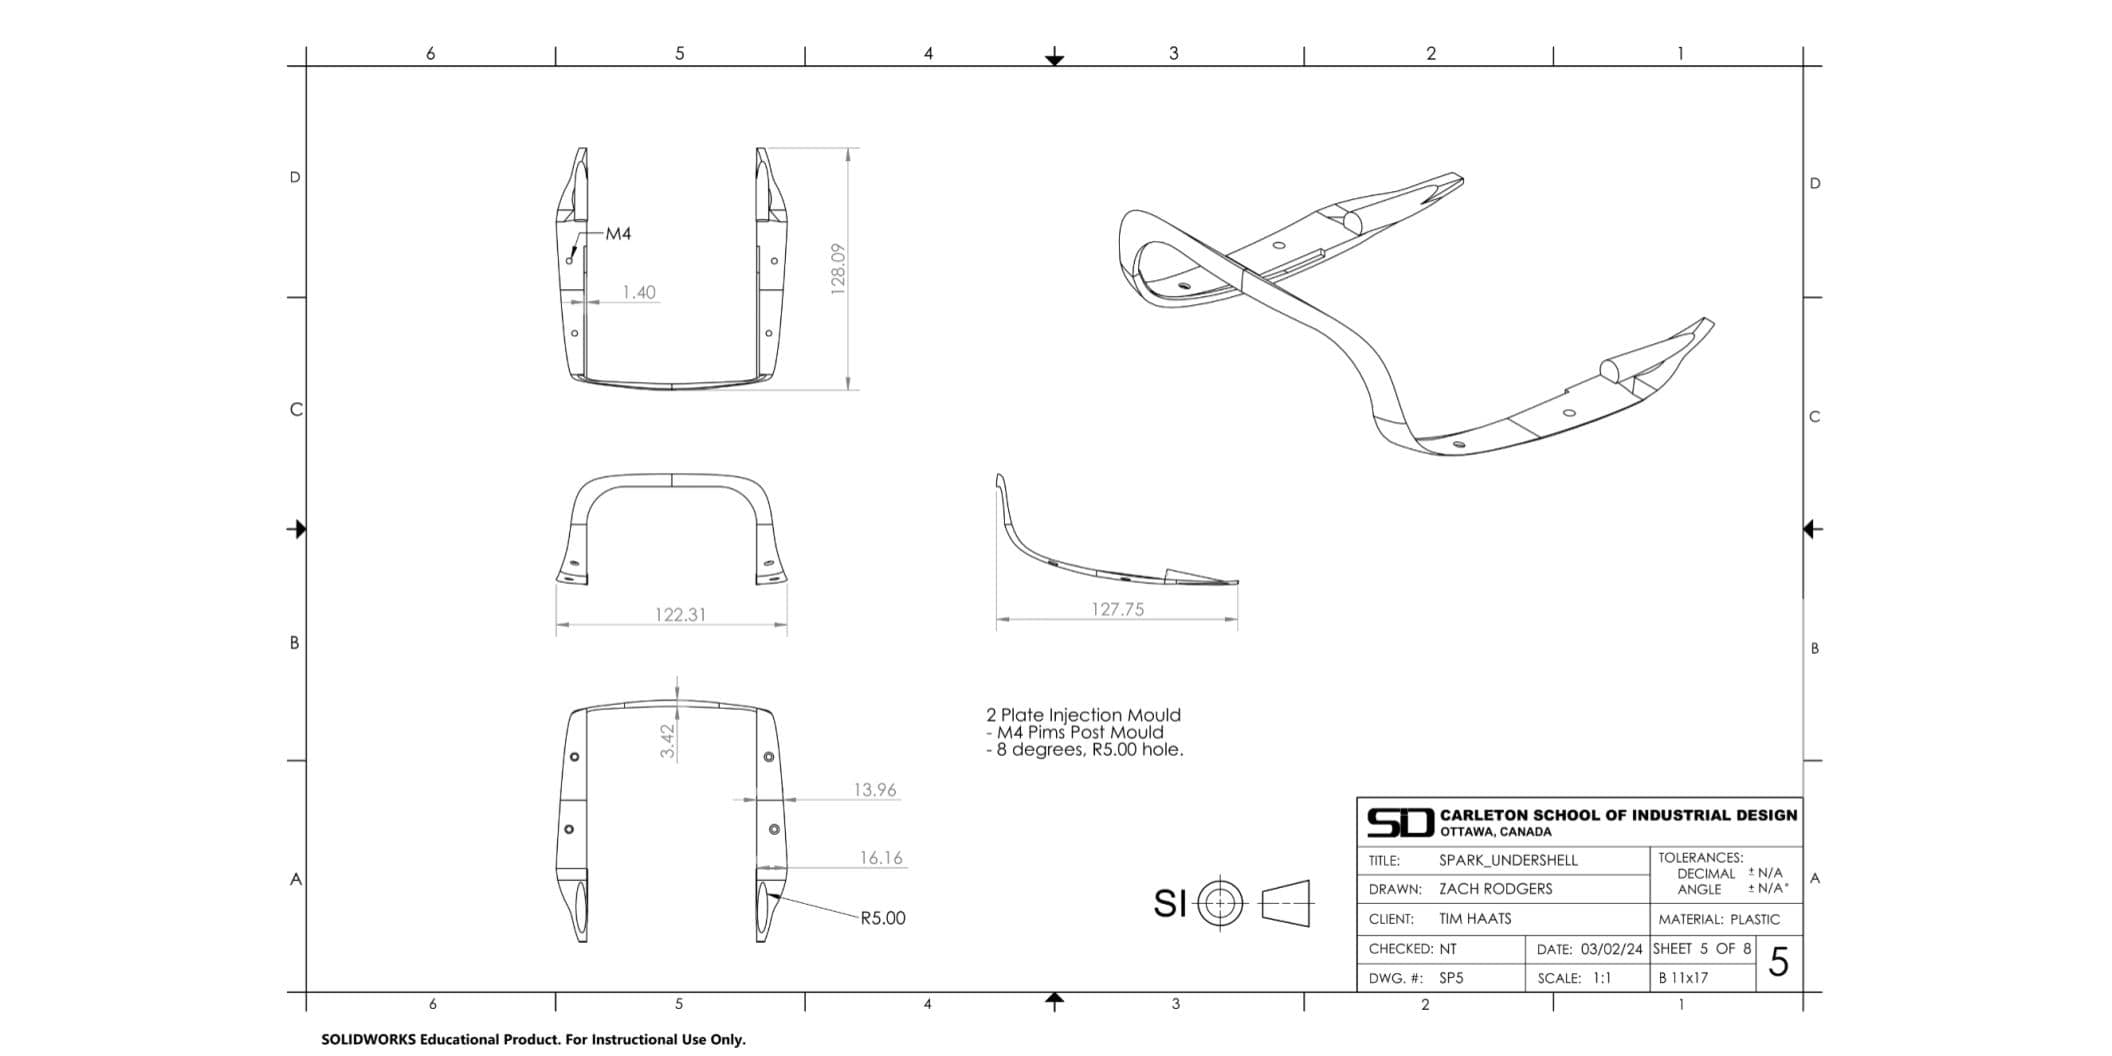 6 5 4 3 2 1
D
D
M4
128.09
1.40
C
C
122.31
127.75
B
B
3.42
2 Plate Injection Mould
- M4 Pims Post Mould
- 8 degrees, R5.00 hole.
13.96
16.16
R5.00
A
A
SI
SD CARLETON SCHOOL OF INDUSTRIAL DESIGN
OTTAWA, CANADA
TITLE: SPARK_UNDERSHELL
TOLERANCES:
DECIMAL ± N/A
ANGLE ± N/A°
DRAWN: ZACH RODGERS
CLIENT: TIM HAATS
MATERIAL: PLASTIC
CHECKED: NT
DATE: 03/02/24
SHEET 5 OF 8
5
DWG. #: SP5
SCALE: 1:1
B 11x17
6 5 4 3 2 1
SOLIDWORKS Educational Product. For Instructional Use Only.